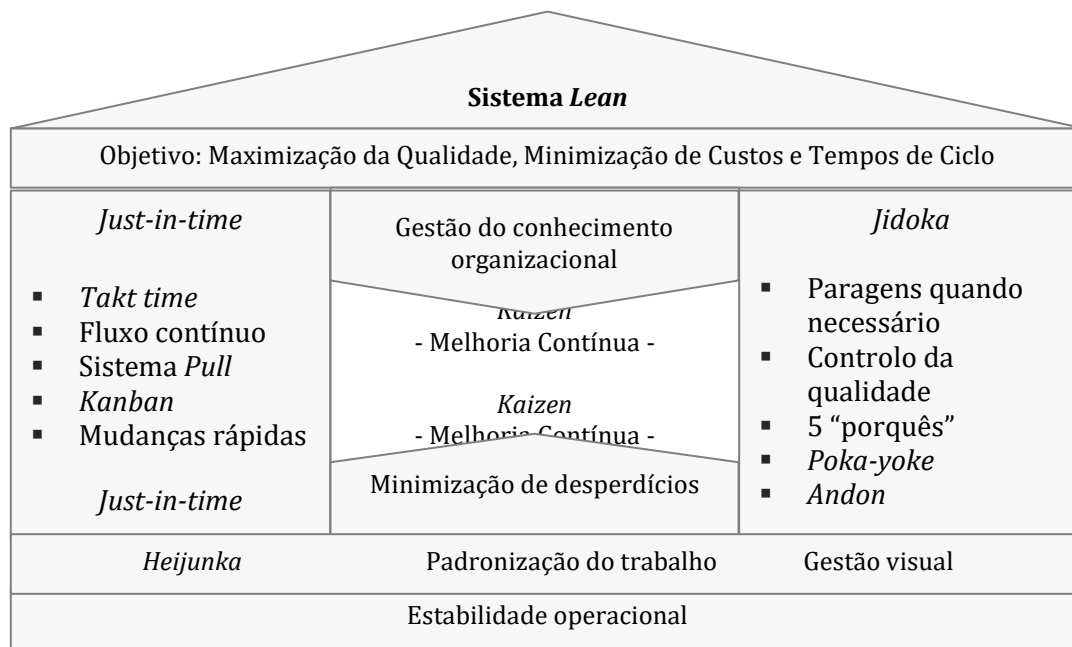 Sistema Lean
Objetivo: Maximização da Qualidade, Minimização de Custos e Tempos de Ciclo
Just-in-time
▪ Takt time
▪ Fluxo contínuo
▪ Sistema Pull
▪ Kanban
▪ Mudanças rápidas
Just-in-time
Gestão do conhecimento
organizacional
Kaizen
- Melhoria Contínua -
Kaizen
- Melhoria Contínua -
Minimização de desperdícios
Jidoka
▪ Paragens quando
necessário
▪ Controlo da
qualidade
▪ 5 “porquês”
▪ Poka-yoke
▪ Andon
Heijunka Padronização do trabalho Gestão visual
Estabilidade operacional